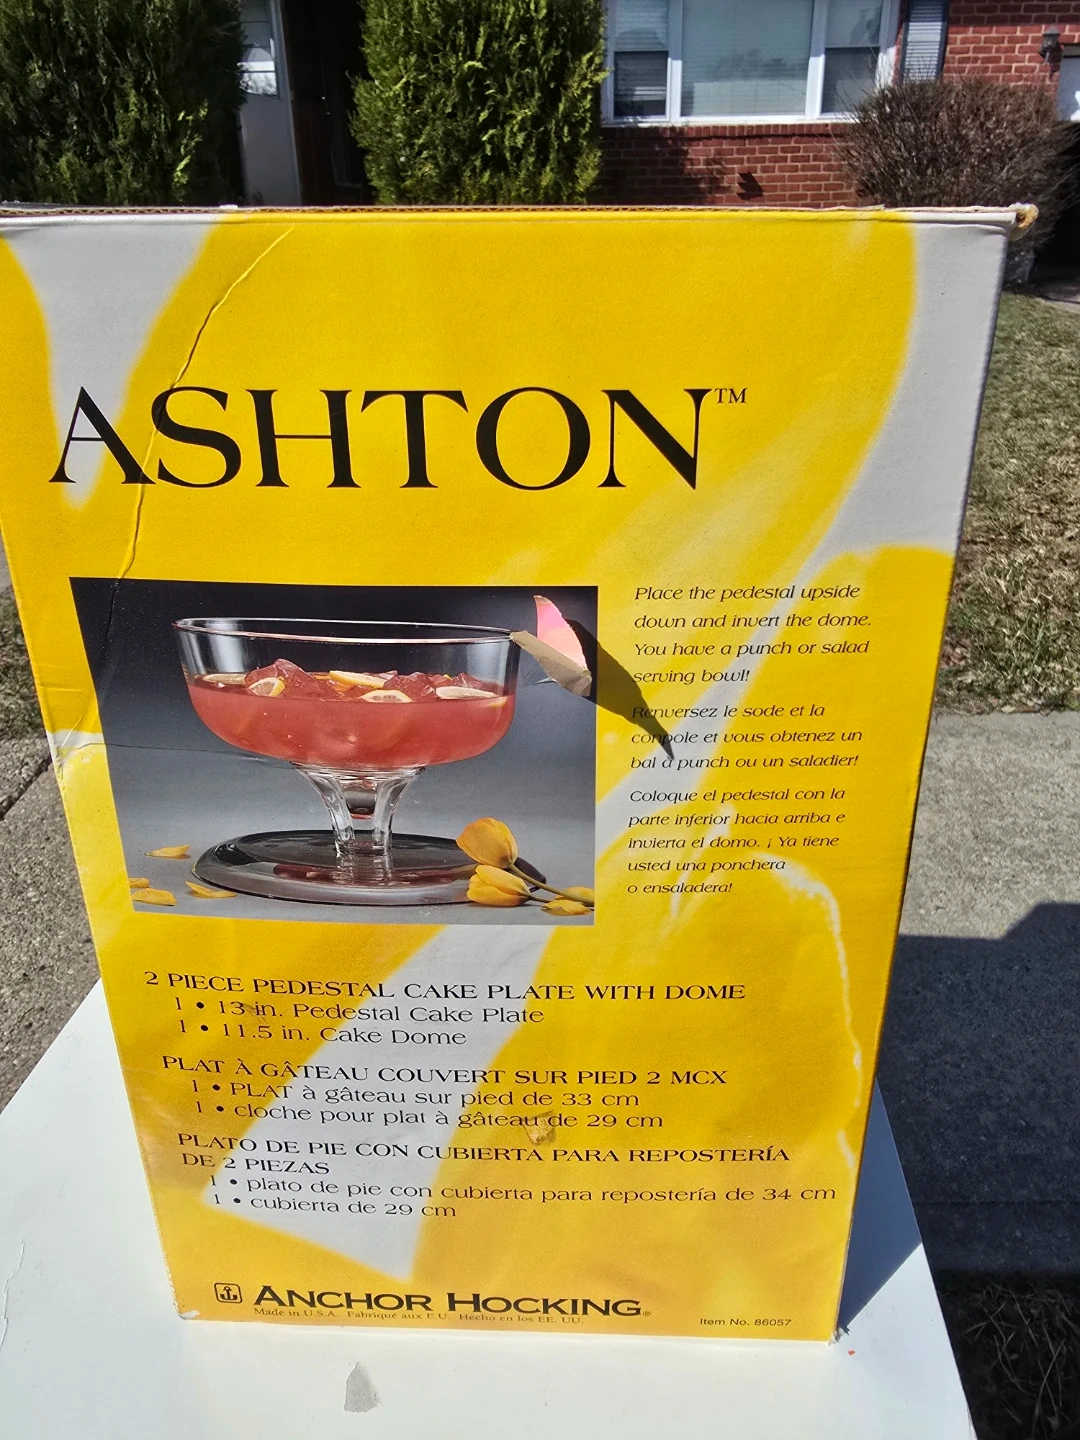 ASHTON™
Place the pedestal upside
down and invert the dome.
You have a punch or salad
serving bowl!
Renversez le sode et la
conpole et vous obtenez un
bal à punch ou un saladier!
Coloque el pedestal con la
parte inferior hacia arriba e
invierta el domo. ¡ Ya tiene
usted una ponchera
o ensaladera!
2 PIECE PEDESTAL CAKE PLATE WITH DOME
1 • 13 in. Pedestal Cake Plate
1 • 11.5 in. Cake Dome
PLAT À GÂTEAU COUVERT SUR PIED 2 MCX
1 • PLAT à gâteau sur pied de 33 cm
1 • cloche pour plat à gâteau de 29 cm
PLATO DE PIE CON CUBIERTA PARA REPOSTERÍA
DE 2 PIEZAS
1 • plato de pie con cubierta para repostería de 34 cm
1 • cubierta de 29 cm
ANCHOR HOCKING®
Made in U.S.A. Fabriqué aux E.U. Hecho en los EE. UU.
Item No. 86057